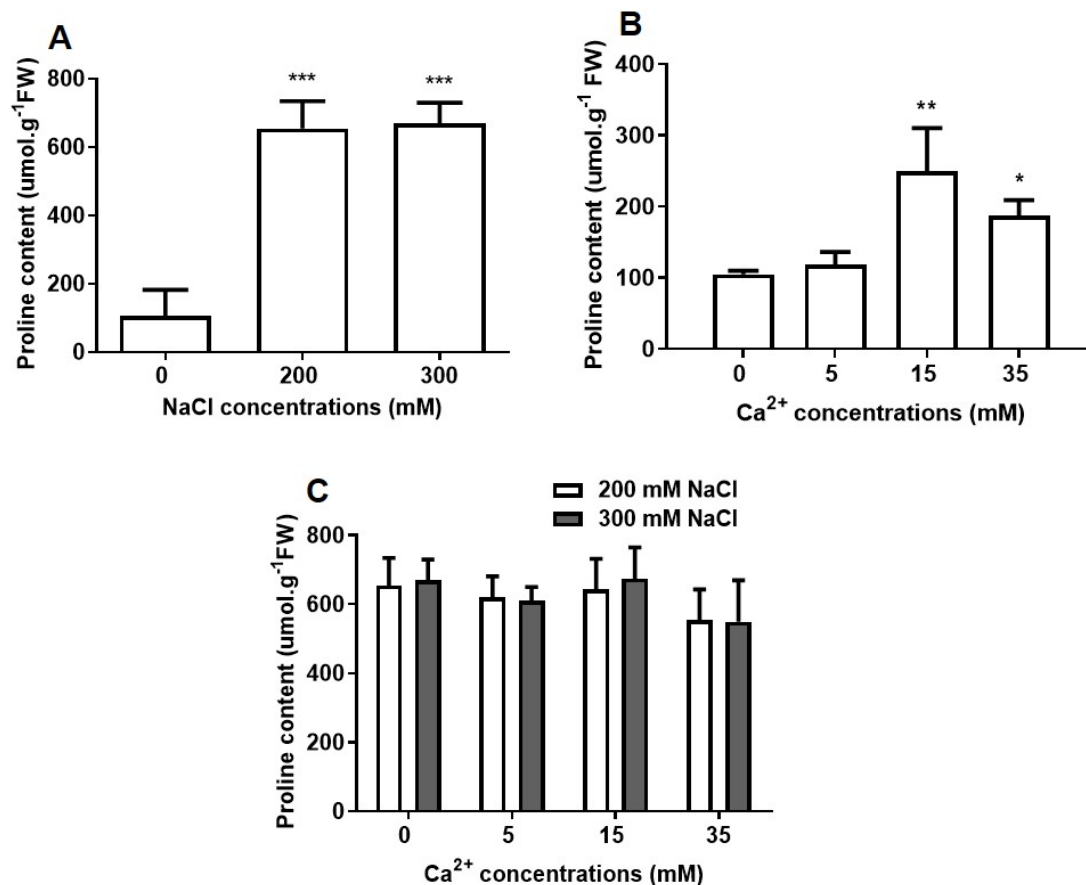 A
Proline content (umol.g⁻¹FW)
800
600
400
200
0
***
***
0 200 300
NaCl concentrations (mM)
B
Proline content (umol.g⁻¹ FW)
400
300
200
100
0
**
*
0 5 15 35
Ca²⁺ concentrations (mM)
C
200 mM NaCl
300 mM NaCl
Proline content (umol.g⁻¹FW)
800
600
400
200
0
0 5 15 35
Ca²⁺ concentrations (mM)